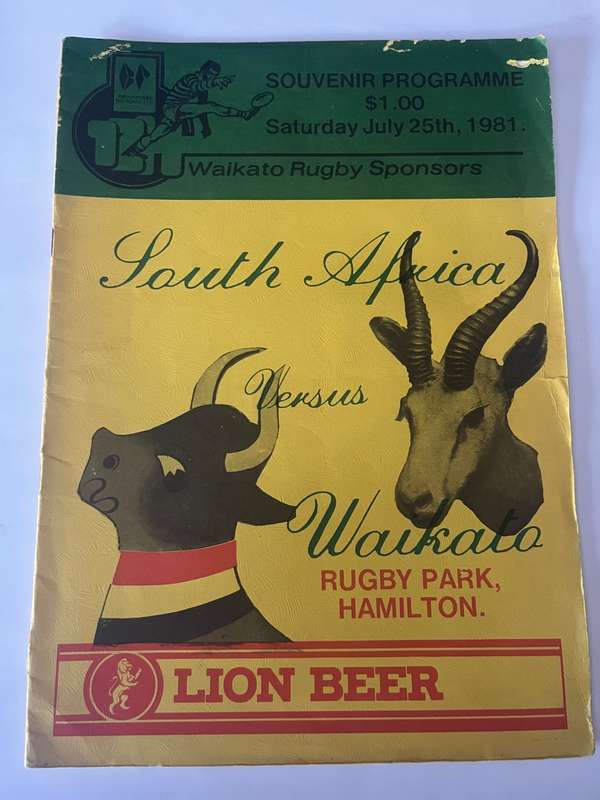 SOUVENIR PROGRAMME
$1.00
Saturday July 25th, 1981.
Waikato Rugby Sponsors
South Africa
Versus
Waikato
RUGBY PARK,
HAMILTON.
LION BEER